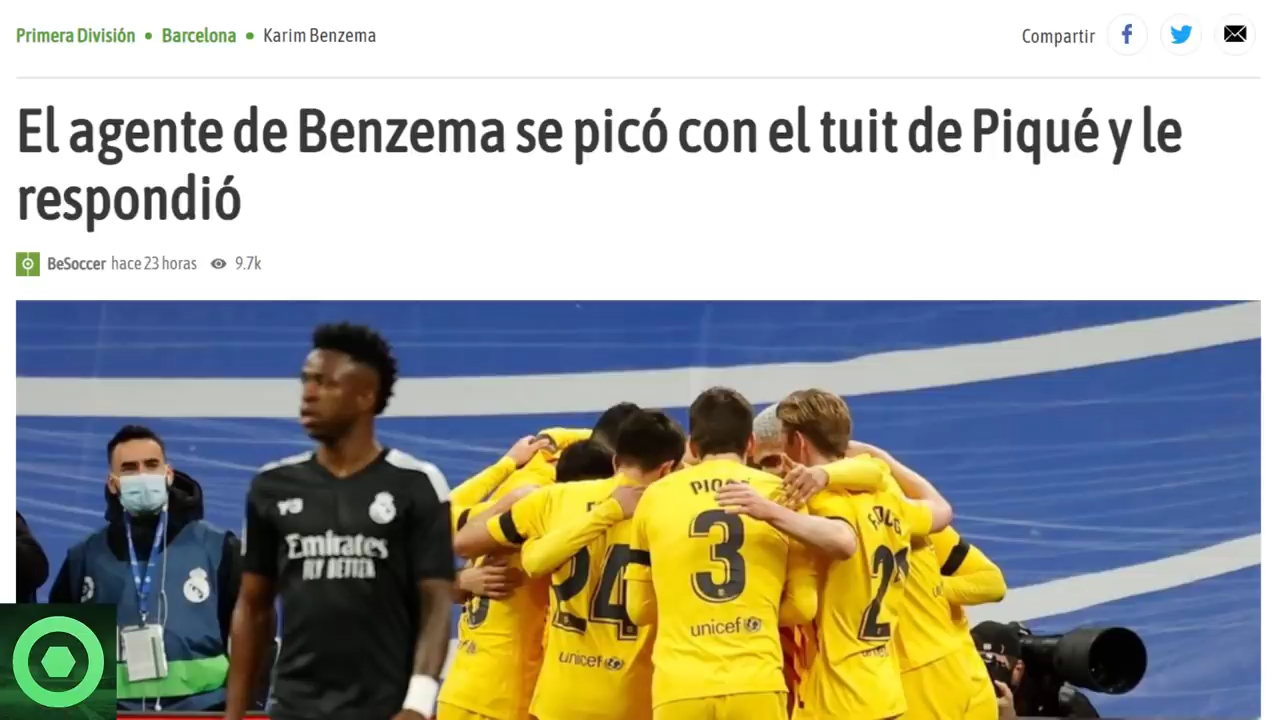 Primera División • Barcelona • Karim Benzema
Compartir
El agente de Benzema se picó con el tuit de Piqué y le
respondió
BeSoccer hace 23 horas 9.7k
Y-3
Emirates
FLY BETTER
3
24
unicef
unicef